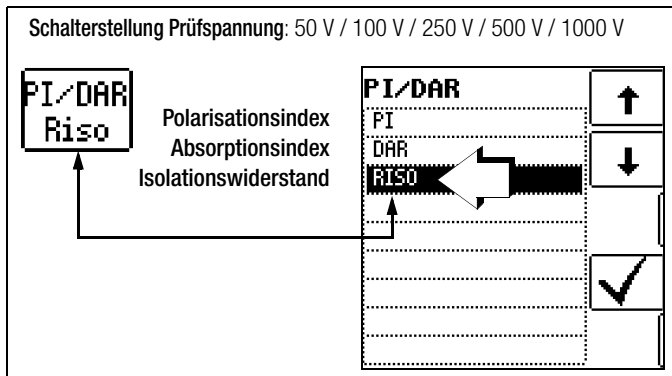 Schalterstellung Prüfspannung: 50 V / 100 V / 250 V / 500 V / 1000 V
PI/DAR
Riso
Polarisationsindex
Absorptionsindex
Isolationswiderstand
PI/DAR
PI
DAR
RISO